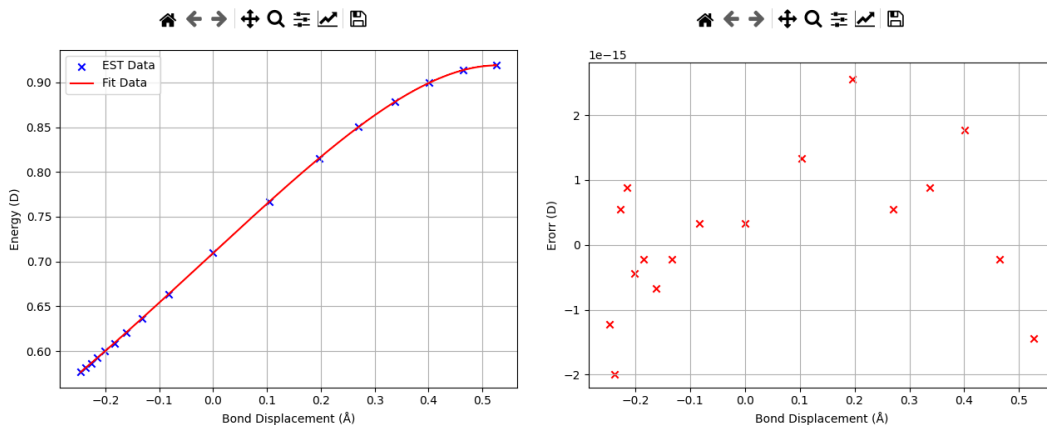 EST Data
Fit Data
0.90
0.85
0.80
0.75
0.70
0.65
0.60
Energy (D)
−0.2 −0.1 0.0 0.1 0.2 0.3 0.4 0.5
Bond Displacement (Å)
1e−15
2
1
0
−1
−2
Erorr (D)
−0.2 −0.1 0.0 0.1 0.2 0.3 0.4 0.5
Bond Displacement (Å)